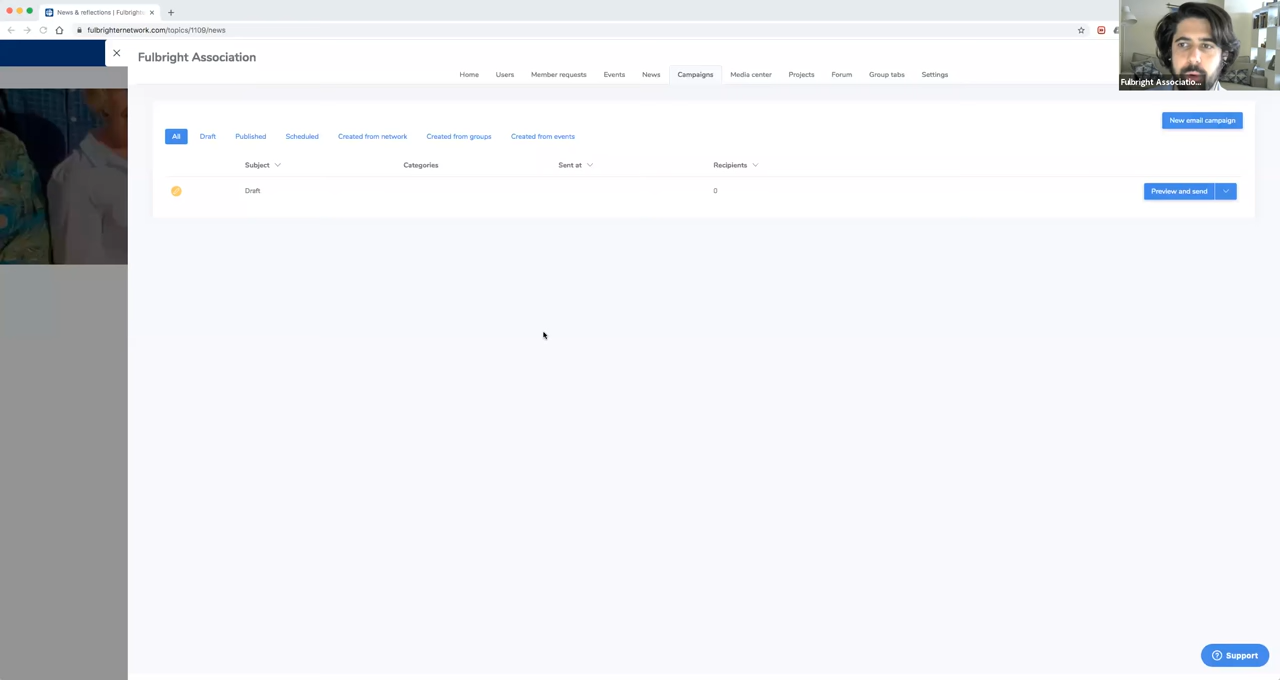 News & reflections | Fulbright
fulbrighternetwork.com/topics/1109/news
Fulbright Associatio...
Fulbright Association
Home Users Member requests Events News Campaigns Media center Projects Forum Group tabs Settings
New email campaign
All Draft Published Scheduled Created from network Created from groups Created from events
Subject Categories Sent at Recipients
Draft 0 Preview and send
Support